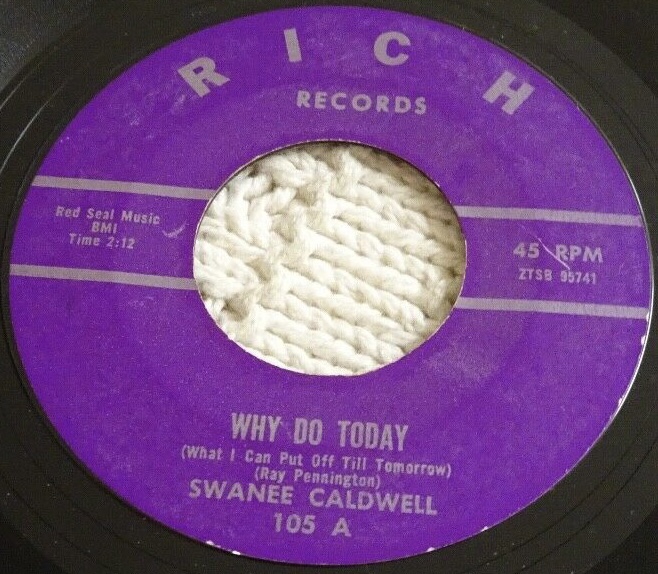 RICH
RECORDS
Red Seal Music
BMI
Time 2:12
45 RPM
ZTSB 95741
WHY DO TODAY
(What I Can Put Off Till Tomorrow)
(Ray Pennington)
SWANEE CALDWELL
105 A